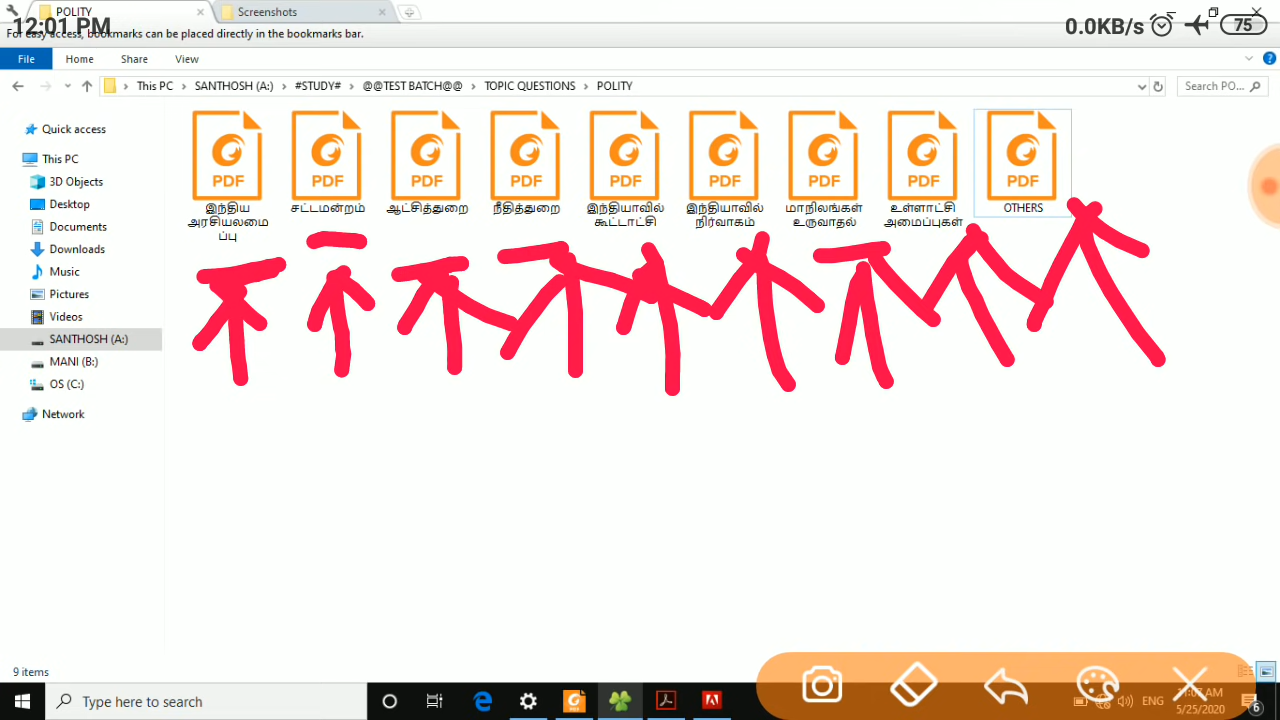 POLITY
Screenshots
12:01 PM
0.0KB/s
75
For easy access, bookmarks can be placed directly in the bookmarks bar.
File Home Share View
This PC > SANTHOSH (A:) > #STUDY# > @@TEST BATCH@@ > TOPIC QUESTIONS > POLITY
Search PO...
Quick access
This PC
3D Objects
Desktop
Documents
Downloads
Music
Pictures
Videos
SANTHOSH (A:)
MANI (B:)
OS (C:)
Network
PDF PDF PDF PDF PDF PDF PDF PDF PDF
இந்திய
அரசியலமை
ப்பு
சட்டமன்றம்
ஆட்சித்துறை
நீதித்துறை
இந்தியாவில்
கூட்டாட்சி
இந்தியாவில்
நிர்வாகம்
மாநிலங்கள்
உருவாதல்
உள்ளாட்சி
அமைப்புகள்
OTHERS
9 items
Type here to search
ENG
5/25/2020
6